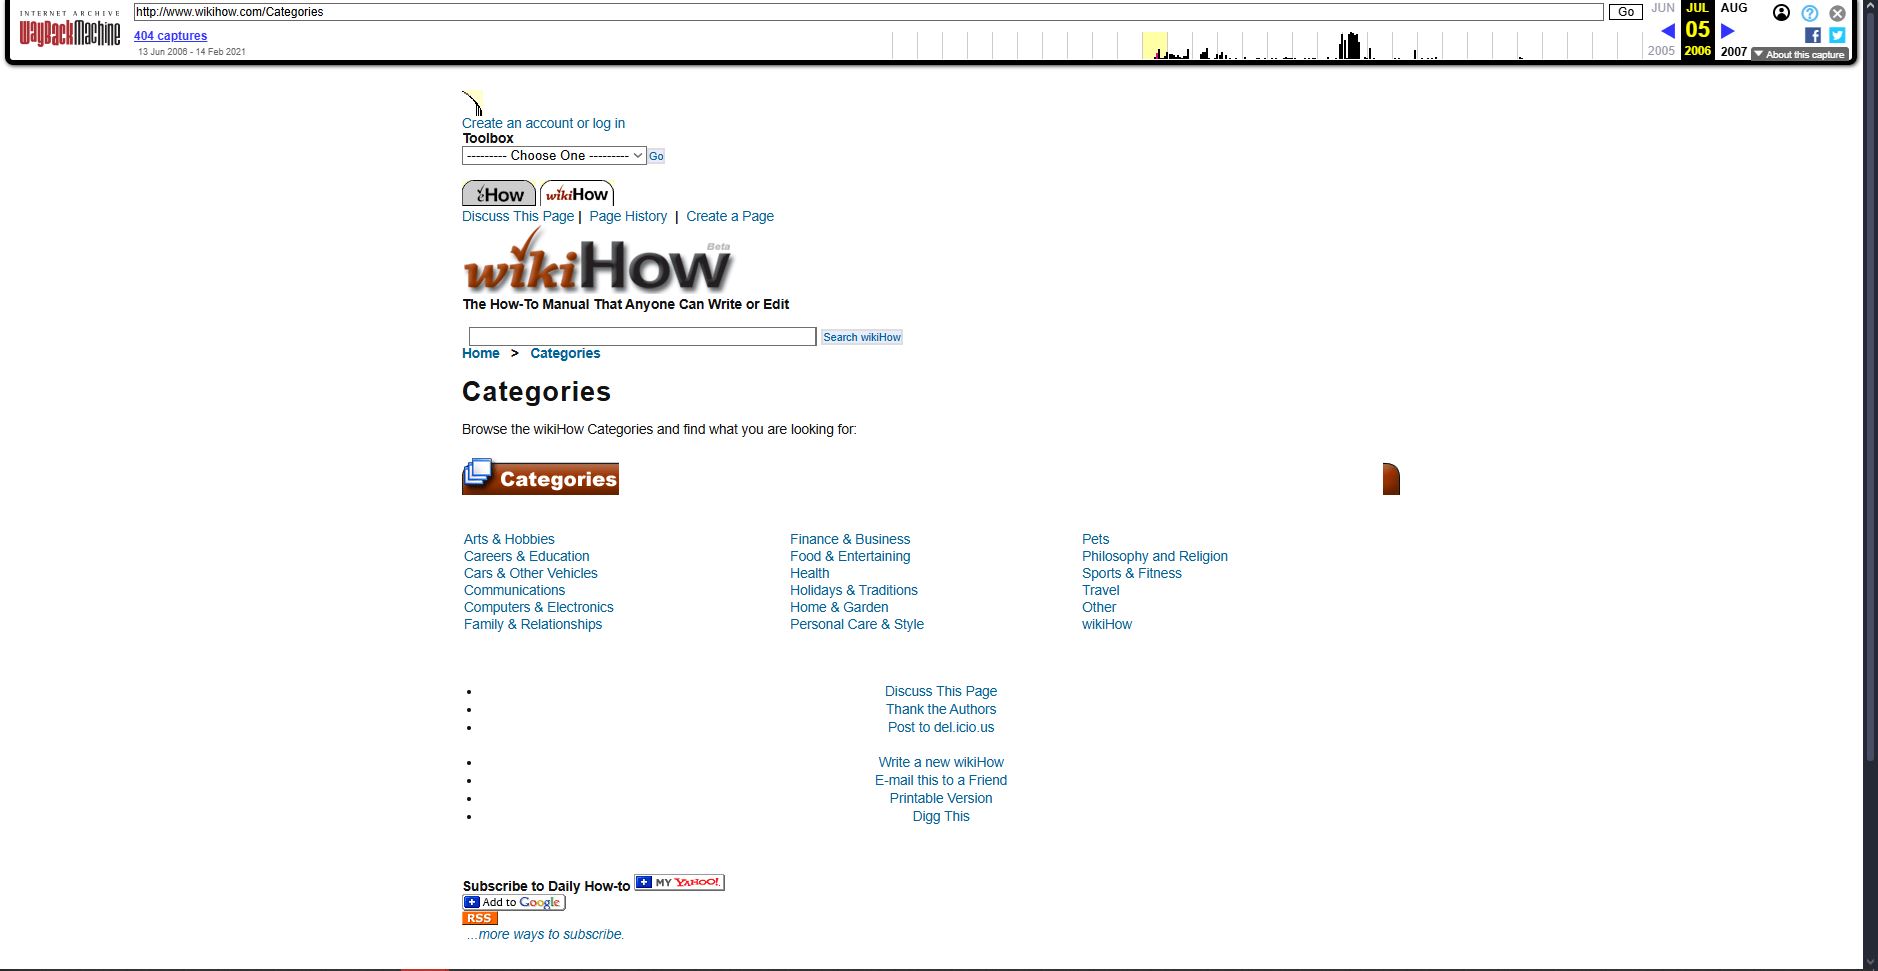 INTERNET ARCHIVE
WayBackMachine
http://www.wikihow.com/Categories
Go
JUN
JUL
AUG
404 captures
05
13 Jun 2006 - 14 Feb 2021
2005
2006
2007
About this capture
Create an account or log in
Toolbox
--------- Choose One --------- Go
eHow wikiHow
Discuss This Page | Page History | Create a Page
wikiHow Beta
The How-To Manual That Anyone Can Write or Edit
Search wikiHow
Home > Categories
Categories
Browse the wikiHow Categories and find what you are looking for:
Categories
Arts & Hobbies
Careers & Education
Cars & Other Vehicles
Communications
Computers & Electronics
Family & Relationships
Finance & Business
Food & Entertaining
Health
Holidays & Traditions
Home & Garden
Personal Care & Style
Pets
Philosophy and Religion
Sports & Fitness
Travel
Other
wikiHow
Discuss This Page
Thank the Authors
Post to del.icio.us
Write a new wikiHow
E-mail this to a Friend
Printable Version
Digg This
Subscribe to Daily How-to MY YAHOO!
Add to Google
RSS
...more ways to subscribe.